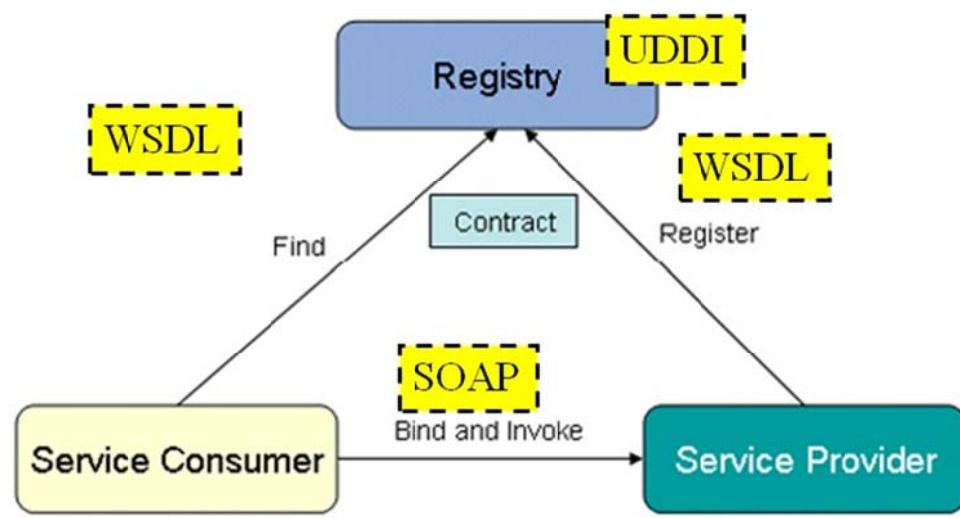 UDDI
Registry
WSDL
WSDL
Contract
Find
Register
SOAP
Bind and Invoke
Service Consumer
Service Provider